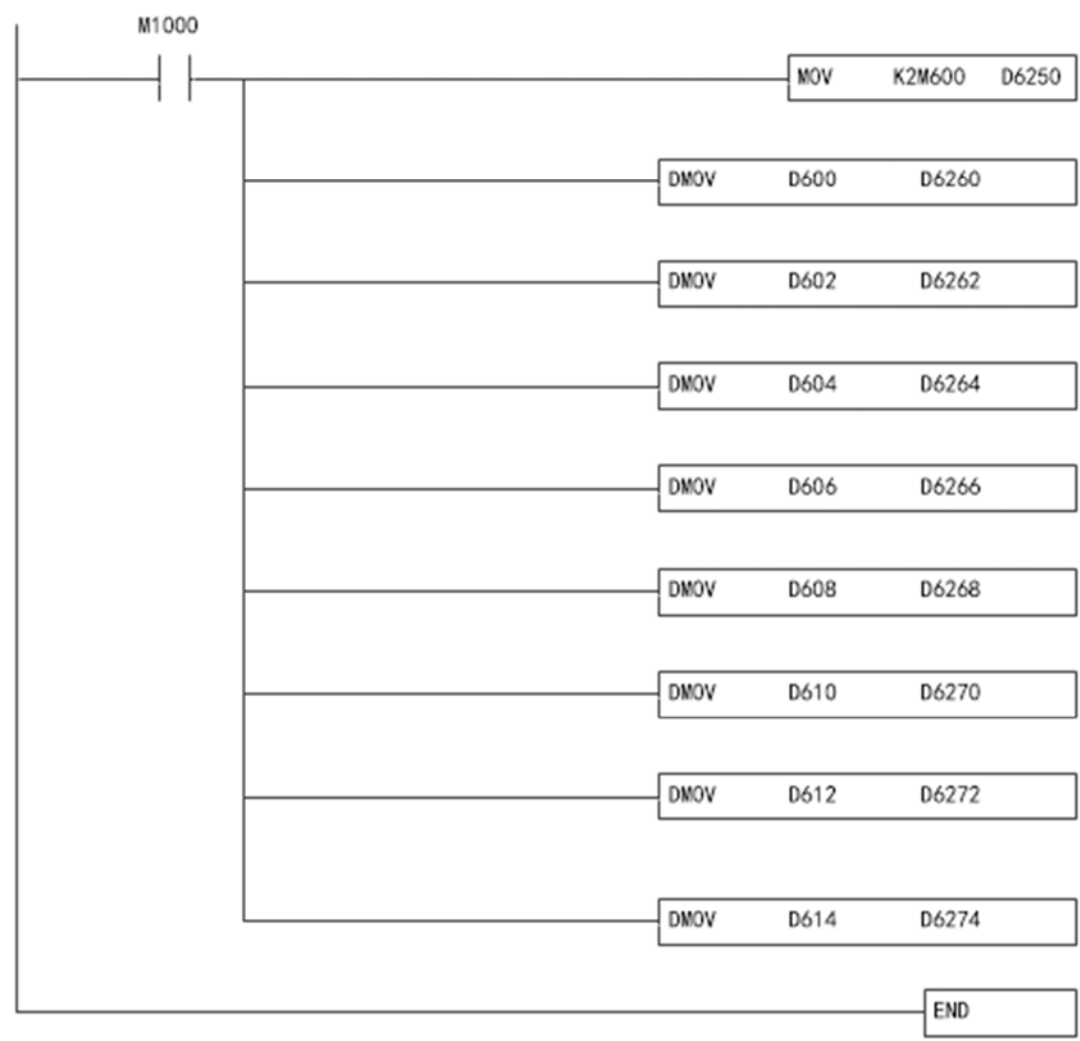 M1000
MOV K2M600 D6250
DMOV D600 D6260
DMOV D602 D6262
DMOV D604 D6264
DMOV D606 D6266
DMOV D608 D6268
DMOV D610 D6270
DMOV D612 D6272
DMOV D614 D6274
END